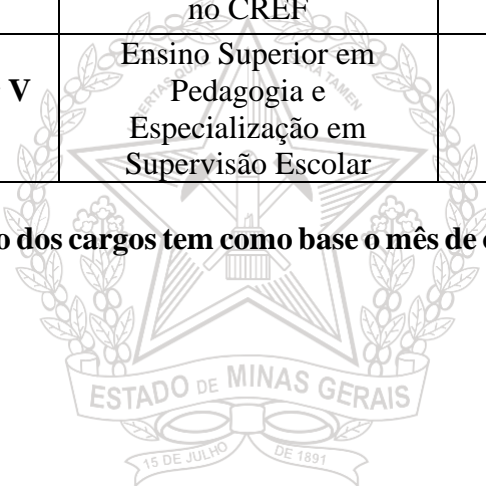 no CREF
V
Ensino Superior em
Pedagogia e
Especialização em
Supervisão Escolar
dos cargos tem como base o mês de
ESTADO DE MINAS GERAIS
15 DE JULHO DE 1891